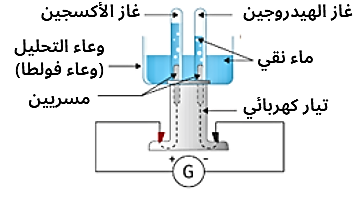 غاز الهيدروجين
غاز الأكسجين
وعاء التحليل
(وعاء فولطا)
ماء نقي
مسريين
تيار كهربائي
+
−
G